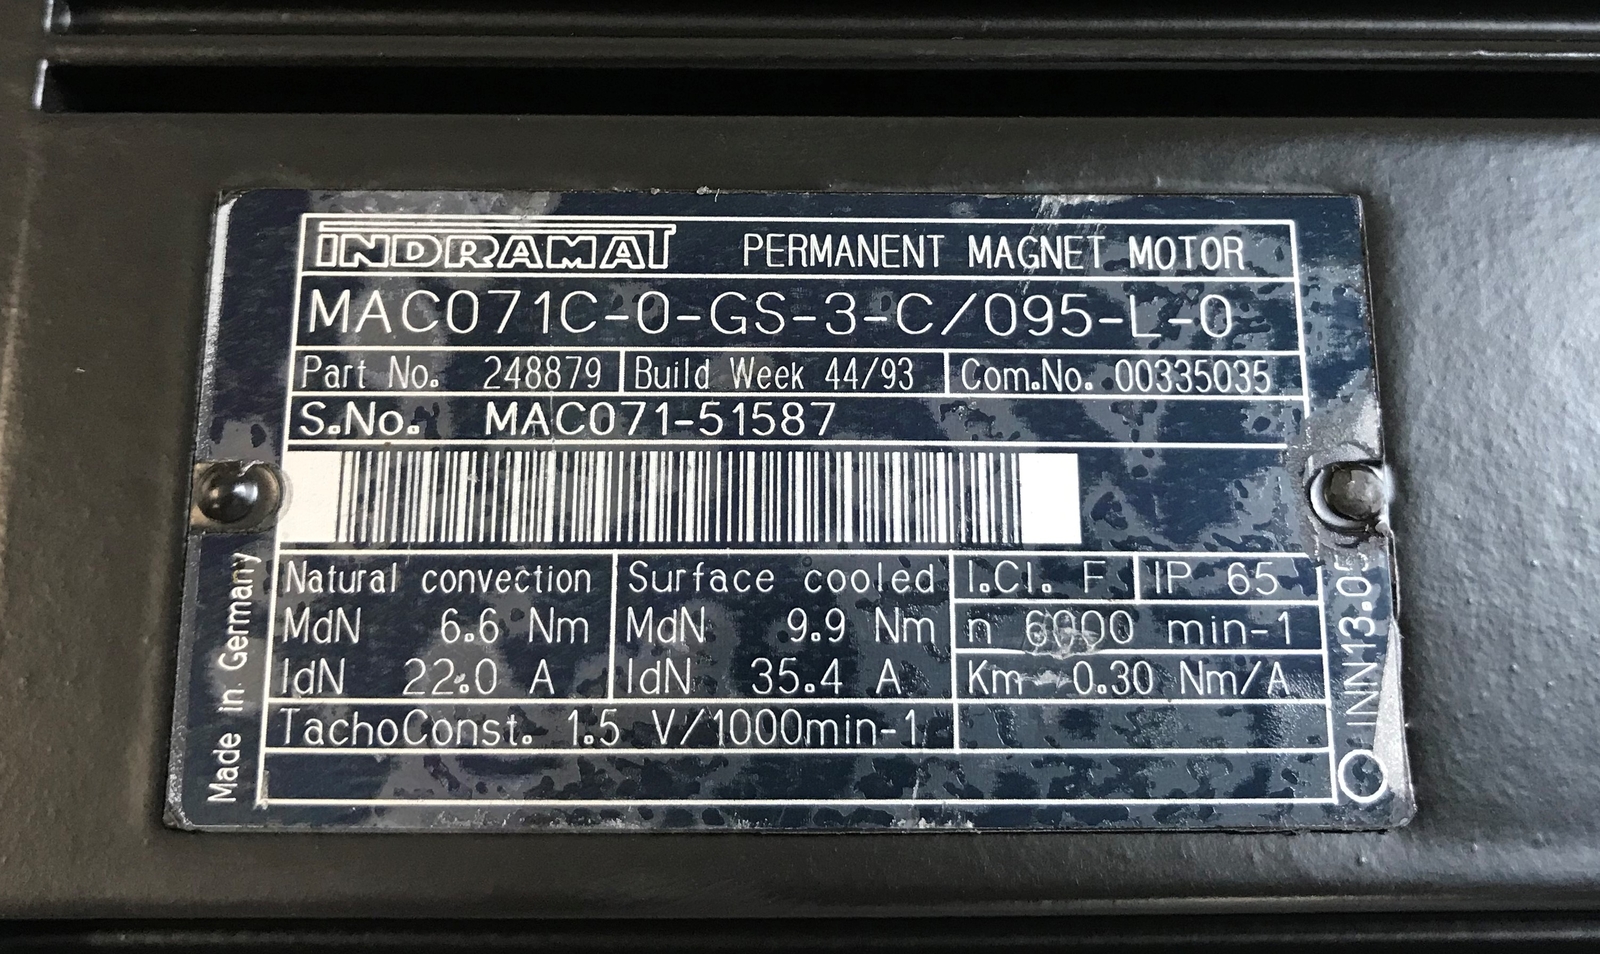 INDRAMAT PERMANENT MAGNET MOTOR
MAC071C-0-GS-3-C/095-L-0
Part No. 248879 Build Week 44/93 Com.No. 00335035
S.No. MAC071-51587
Natural convection Surface cooled I.Cl. F IP 65
MdN 6.6 Nm MdN 9.9 Nm n 6000 min-1
IdN 22.0 A IdN 35.4 A Km 0.30 Nm/A
TachoConst. 1.5 V/1000min-1
Made in Germany
INN13.05